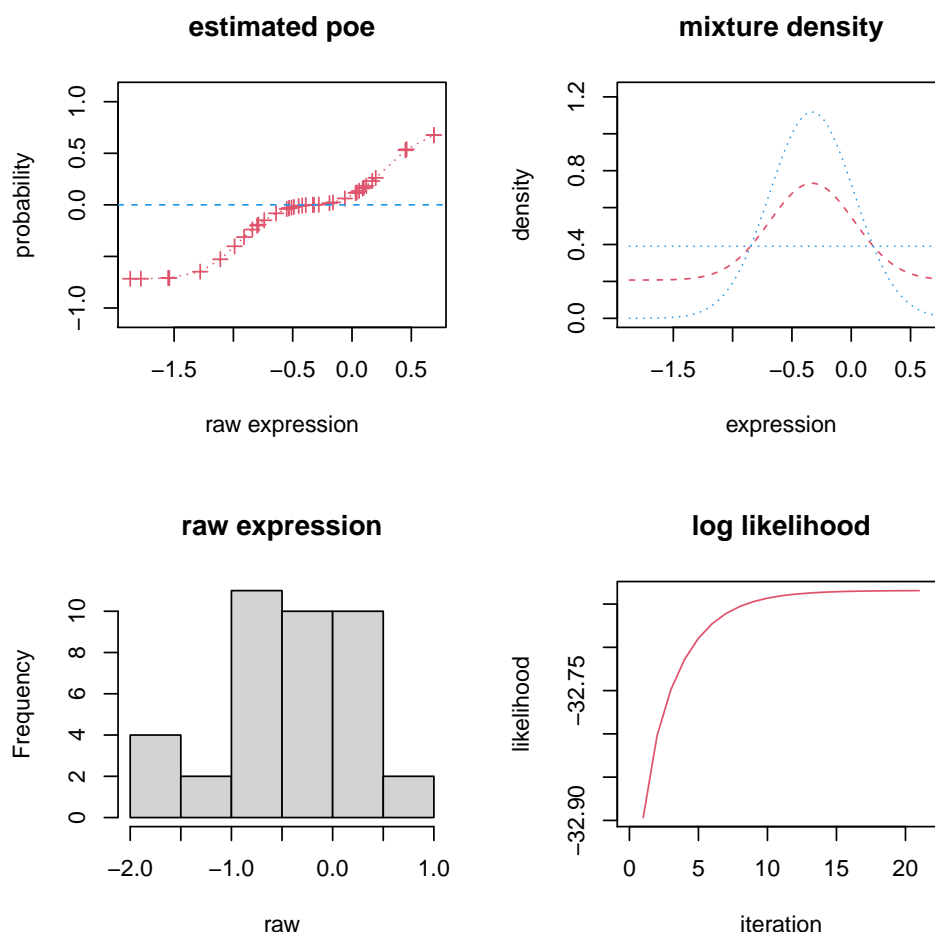 estimated poe
probability
−1.0
0.0
0.5
1.0
−1.5
−0.5
0.0
0.5
raw expression
mixture density
density
0.0
0.4
0.8
1.2
−1.5
−0.5
0.0
0.5
expression
raw expression
Frequency
0
2
4
6
8
10
−2.0
−1.0
0.0
1.0
raw
log likelihood
likelihood
−32.90
−32.75
0
5
10
15
20
iteration